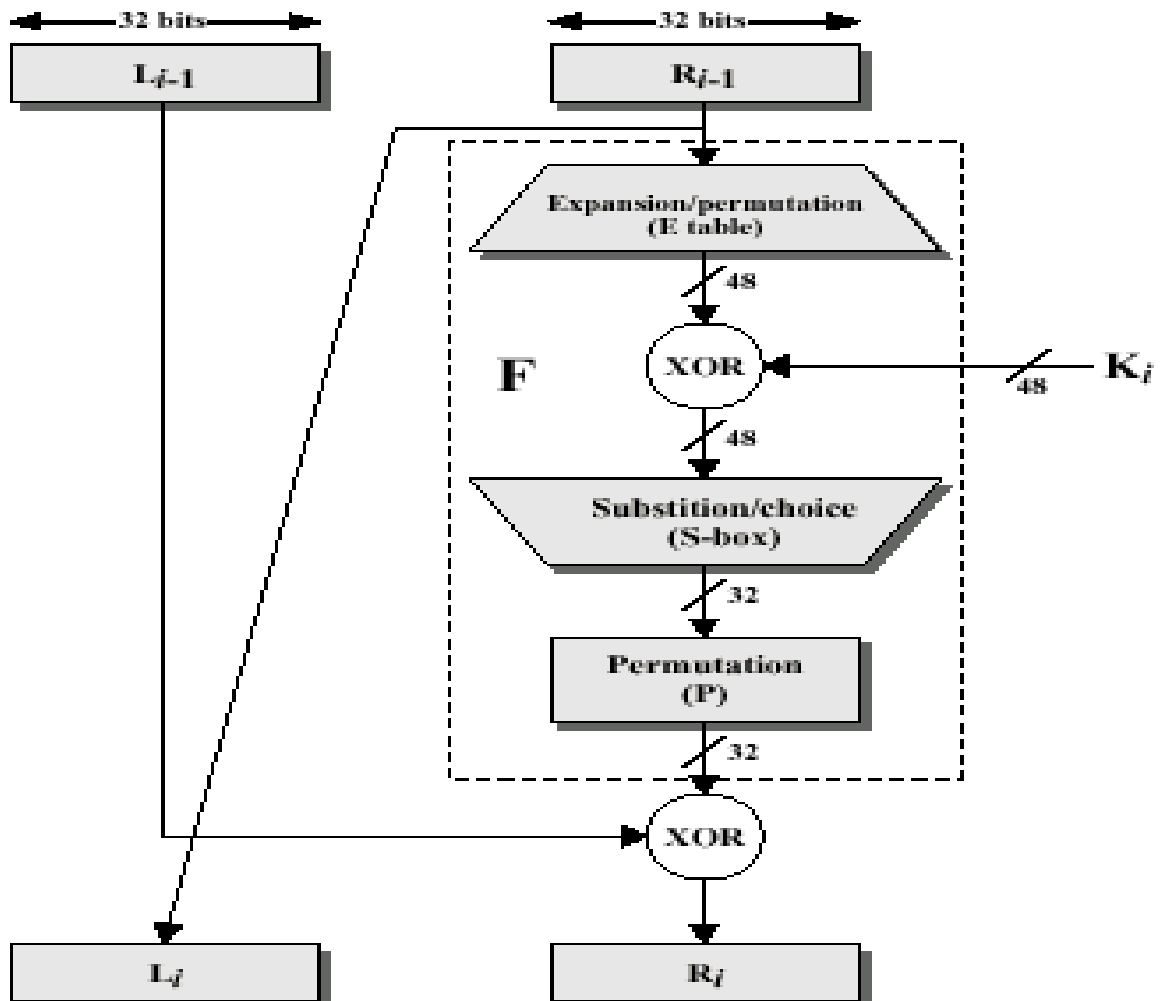 32 bits
32 bits
Li-1
Ri-1
Expansion/permutation
(E table)
48
F
XOR
48
Ki
48
Substition/choice
(S-box)
32
Permutation
(P)
32
XOR
Li
Ri